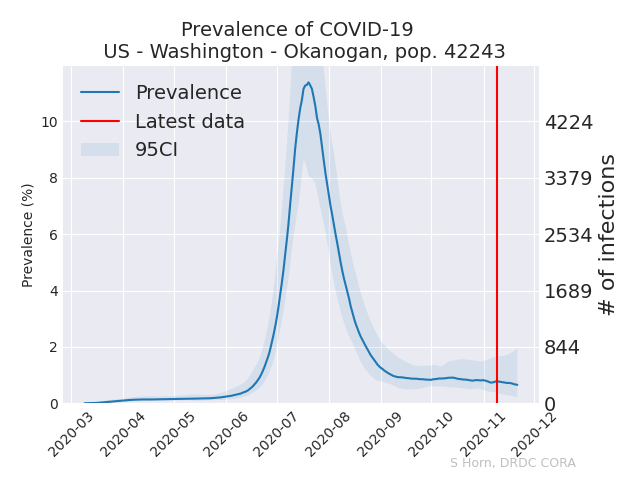 Prevalence of COVID-19
US - Washington - Okanogan, pop. 42243
Prevalence
Latest data
95CI
Prevalence (%)
10
8
6
4
2
0
4224
3379
2534
1689
844
0
# of infections
2020-03
2020-04
2020-05
2020-06
2020-07
2020-08
2020-09
2020-10
2020-11
2020-12
S Horn, DRDC CORA